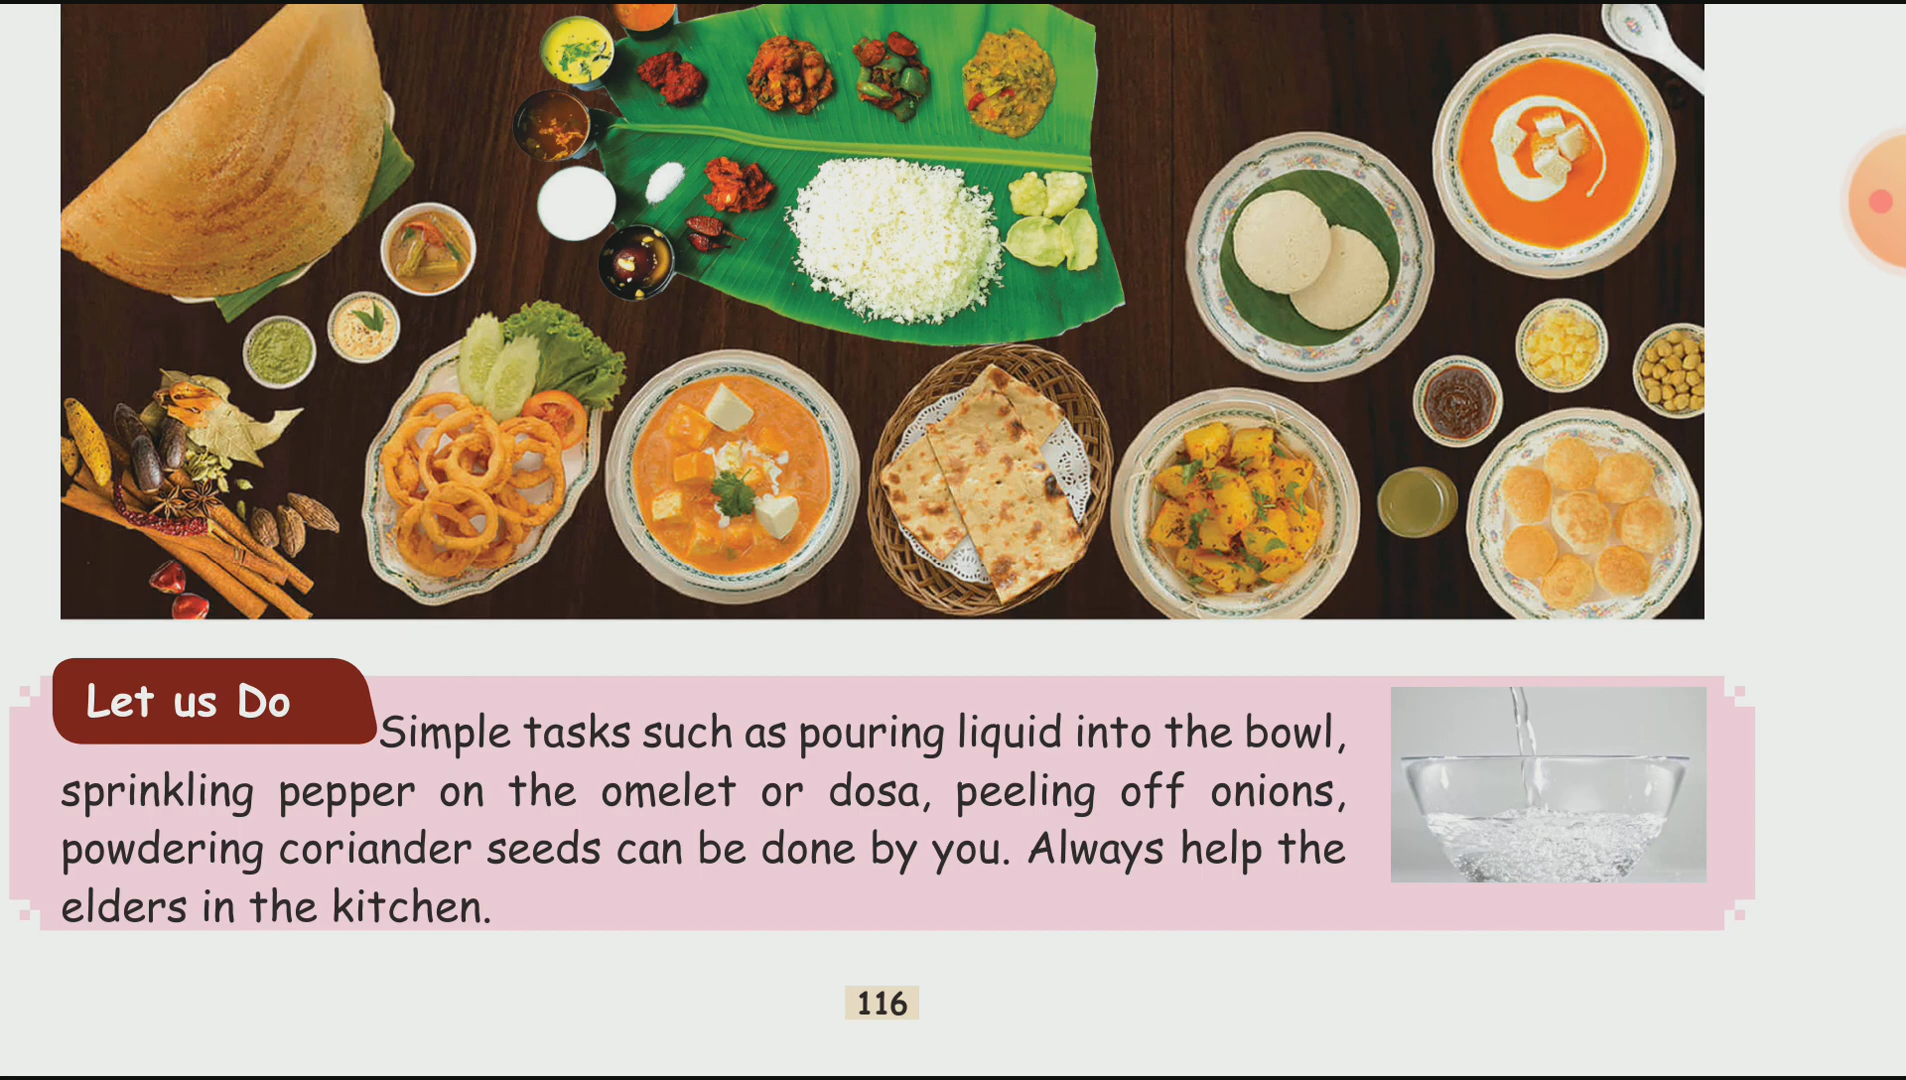 Let us Do
Simple tasks such as pouring liquid into the bowl,
sprinkling pepper on the omelet or dosa, peeling off onions,
powdering coriander seeds can be done by you. Always help the
elders in the kitchen.
116